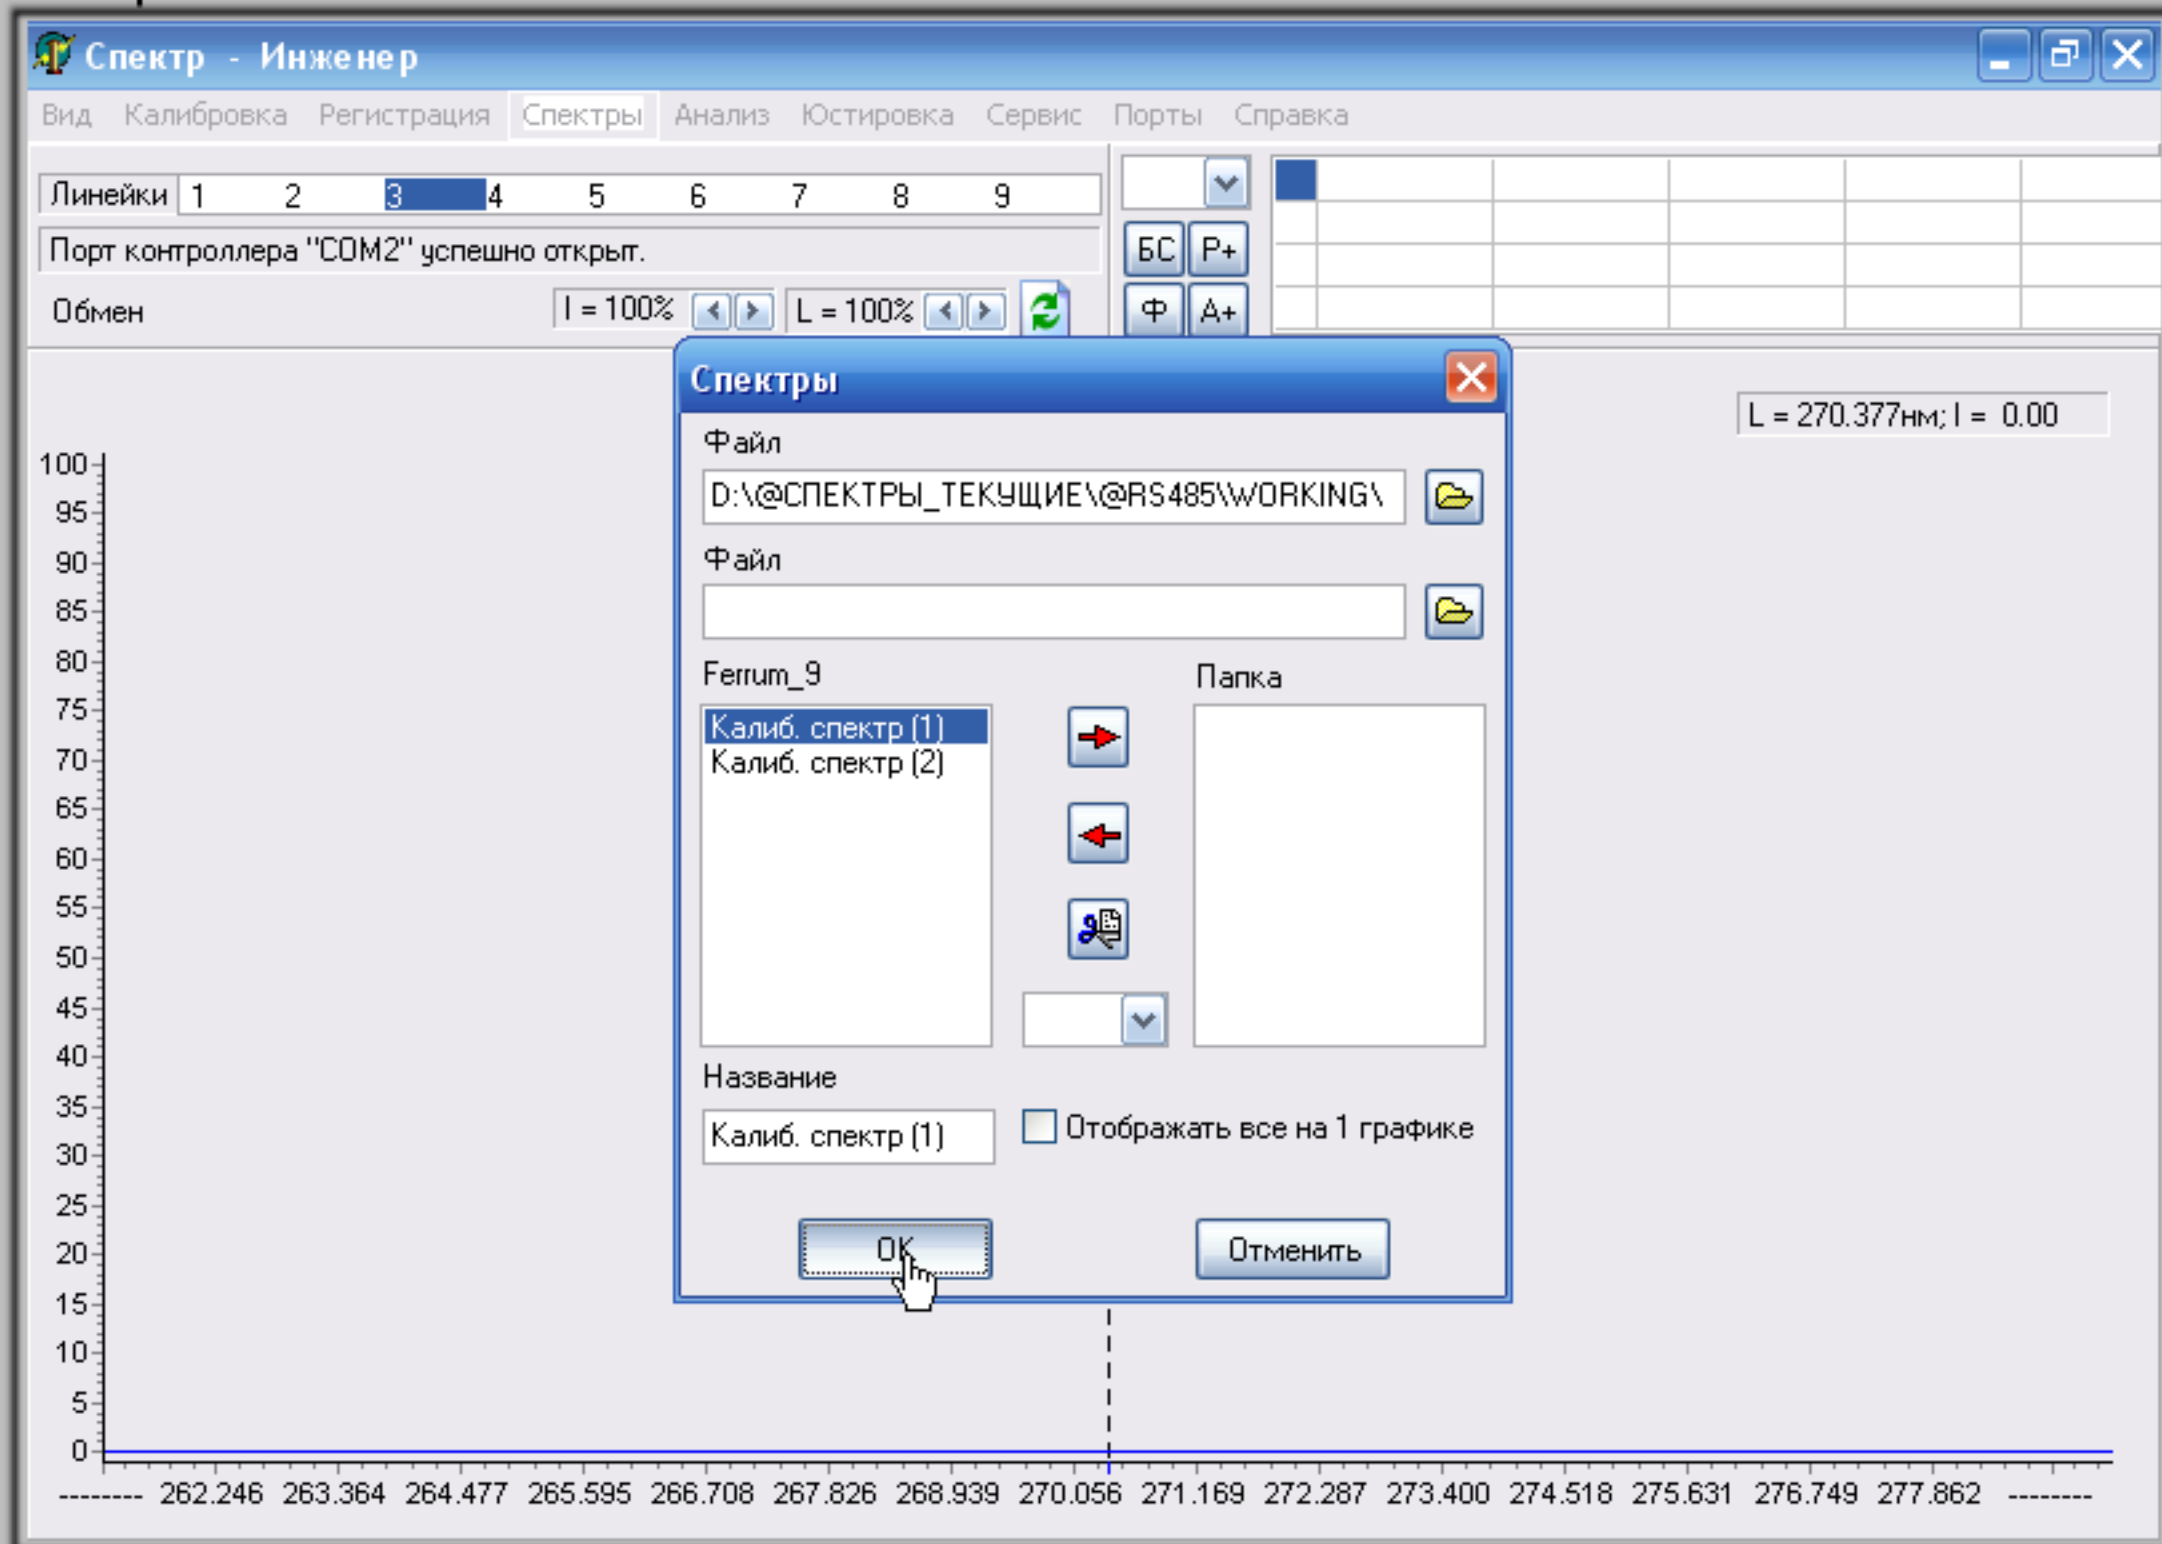 Спектр - Инженер
Вид Калибровка Регистрация Спектры Анализ Юстировка Сервис Порты Справка
Линейки 1 2 3 4 5 6 7 8 9
Порт контроллера "COM2" успешно открыт.
БС Р+
Обмен I = 100% L = 100%
Ф А+
Спектры
L = 270.377нм; I = 0.00
Файл
D:\@СПЕКТРЫ_ТЕКУЩИЕ\@RS485\WORKING\
Файл
Ferrum_9 Папка
Калиб. спектр (1)
Калиб. спектр (2)
Название
Калиб. спектр (1) Отображать все на 1 графике
OK Отменить
100
95
90
85
80
75
70
65
60
55
50
45
40
35
30
25
20
15
10
5
0
-------- 262.246 263.364 264.477 265.595 266.708 267.826 268.939 270.056 271.169 272.287 273.400 274.518 275.631 276.749 277.862 --------